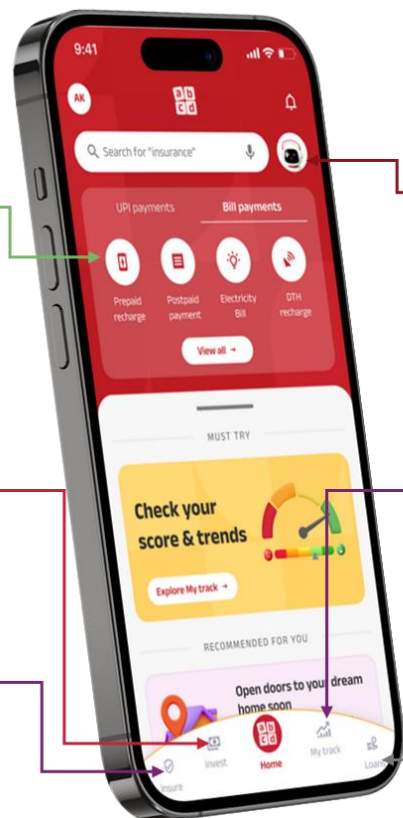 9:41
AK
a b
c d
Search for "insurance"
UPI payments Bill payments
Prepaid recharge
Postpaid payment
Electricity Bill
DTH recharge
View all →
MUST TRY
Check your
score & trends
Explore My track →
RECOMMENDED FOR YOU
Open doors to your dream
home soon
a b
c d
Insure Invest Home My track Loans